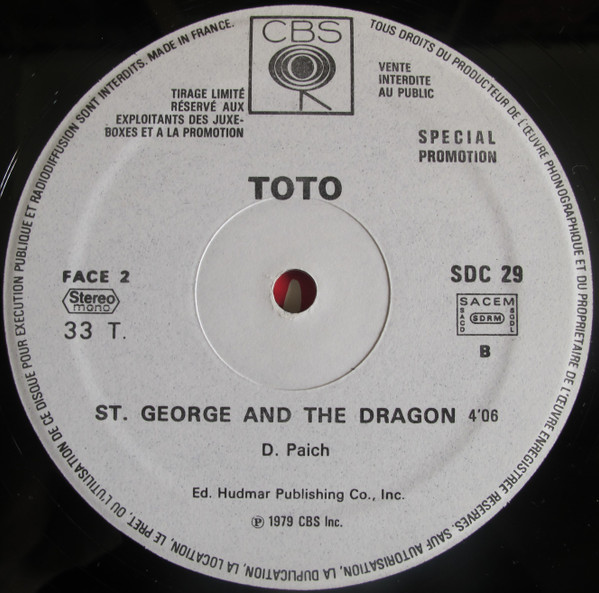 CBS
TOUS DROITS DU PRODUCTEUR DE L'ŒUVRE PHONOGRAPHIQUE ET DU PROPRIETAIRE DE L'ŒUVRE ENREGISTREE RESERVES. SAUF AUTORISATION, LA DUPLICATION, LA LOCATION, LE PRET, OU L'UTILISATION DE CE DISQUE POUR EXECUTION PUBLIQUE ET RADIODIFFUSION SONT INTERDITS. MADE IN FRANCE.
TIRAGE LIMITÉ
RÉSERVÉ AUX
EXPLOITANTS DES JUXE-
BOXES ET A LA PROMOTION
VENTE
INTERDITE
AU PUBLIC
SPECIAL
PROMOTION
TOTO
FACE 2
Stereo
mono
33 T.
SDC 29
SACEM
SACD
SDRM
SGDL
B
ST. GEORGE AND THE DRAGON 4'06
D. Paich
Ed. Hudmar Publishing Co., Inc.
℗ 1979 CBS Inc.